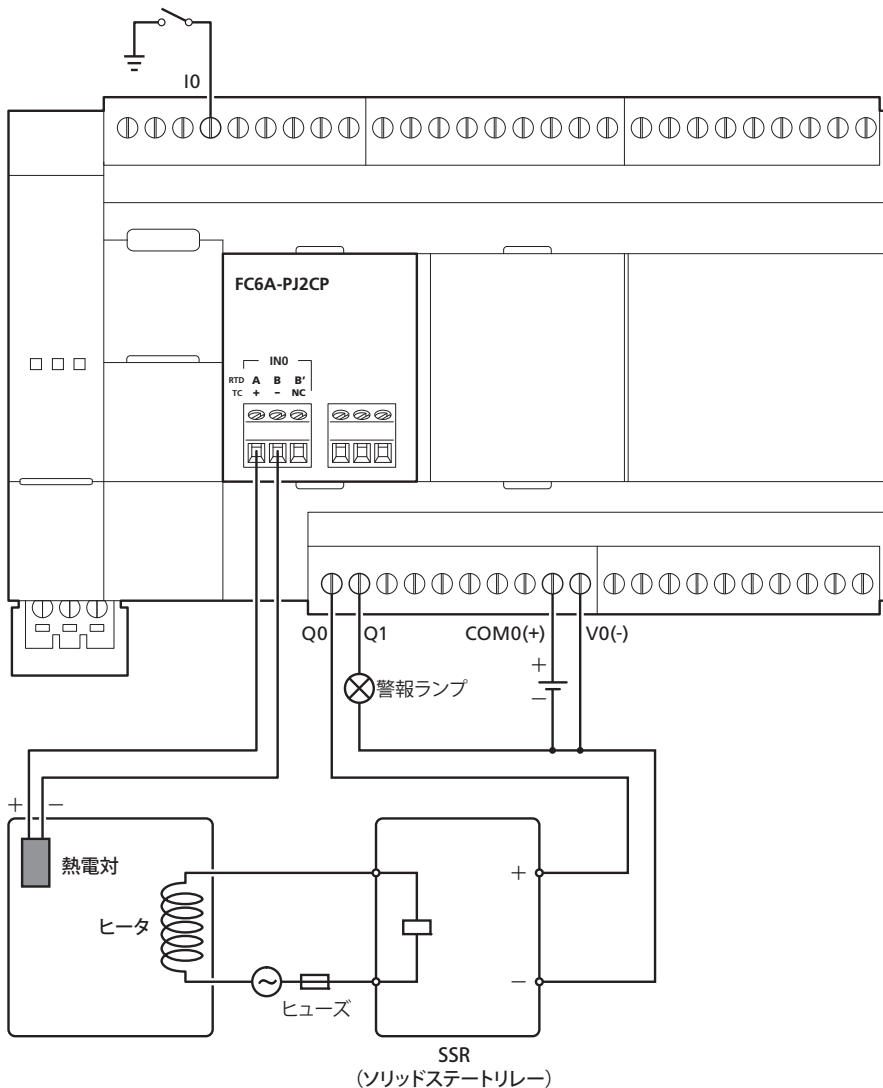 I0
FC6A-PJ2CP
IN0
RTD A B B'
TC + - NC
Q0 Q1 COM0(+) V0(-)
+
警報ランプ
−
+ −
熱電対
+
ヒータ
−
ヒューズ
SSR
(ソリッドステートリレー)